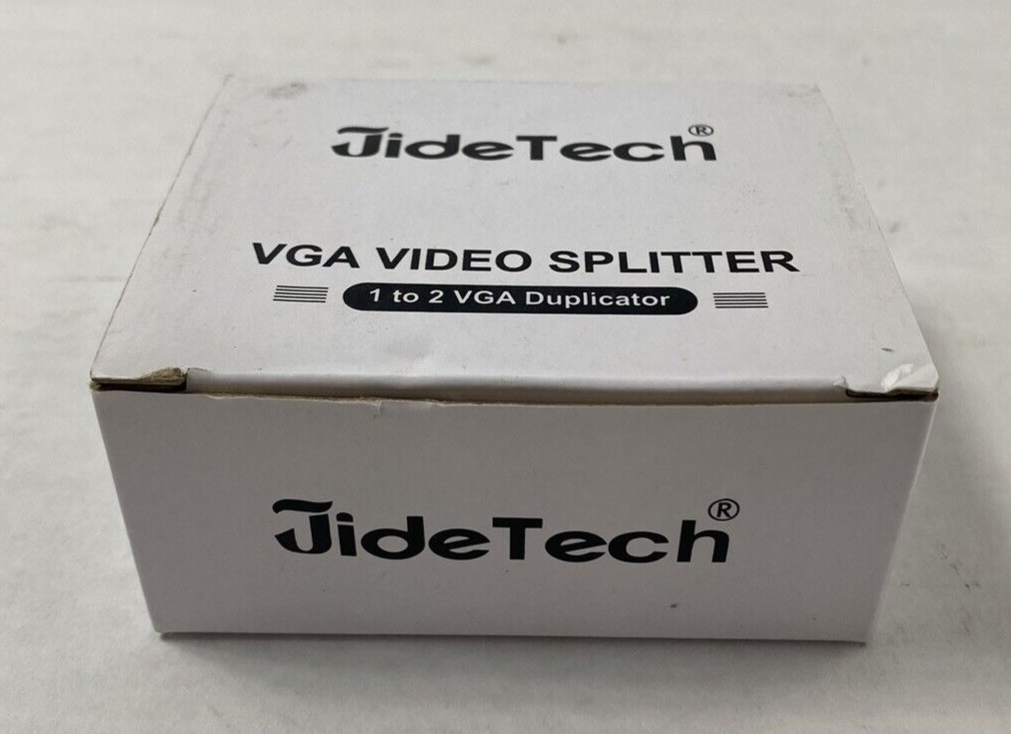 JideTech®
VGA VIDEO SPLITTER
1 to 2 VGA Duplicator
JideTech®